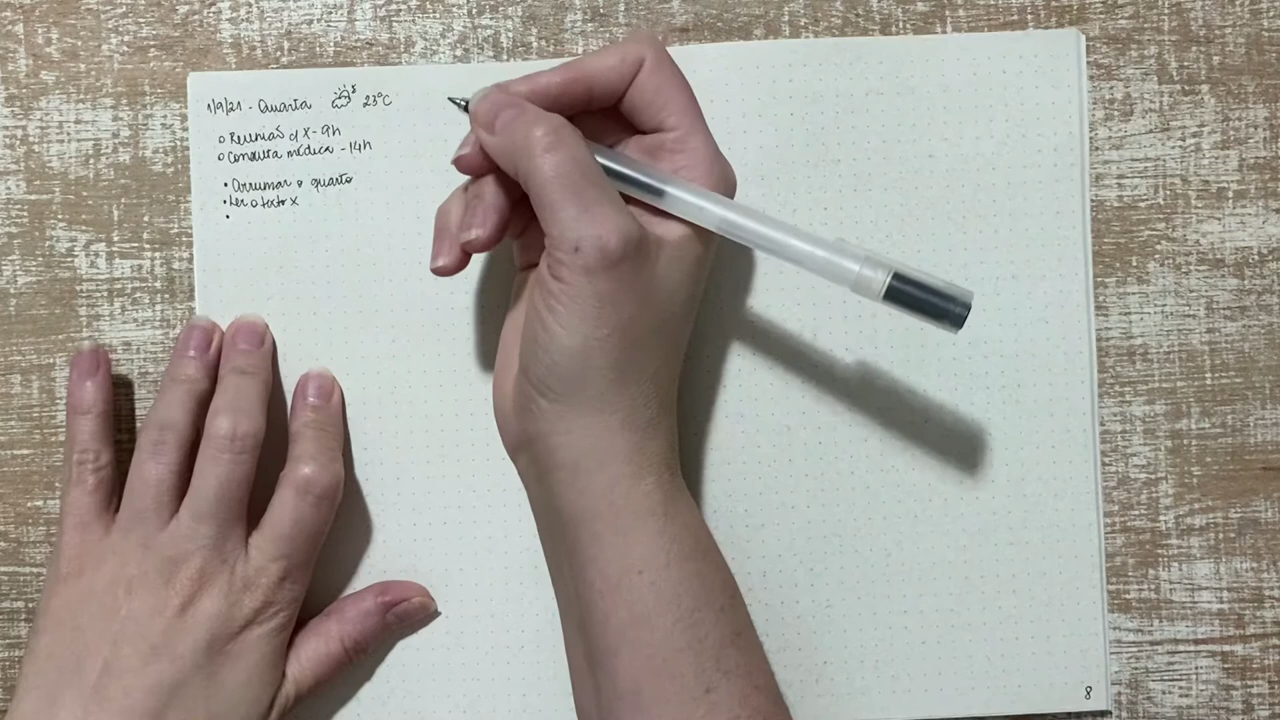 1/9/21 - Quarta 23°C
o Reunião c/ X - 9h
o Consulta médica - 14h
• Arrumar o quarto
• Ler o texto X
•
8